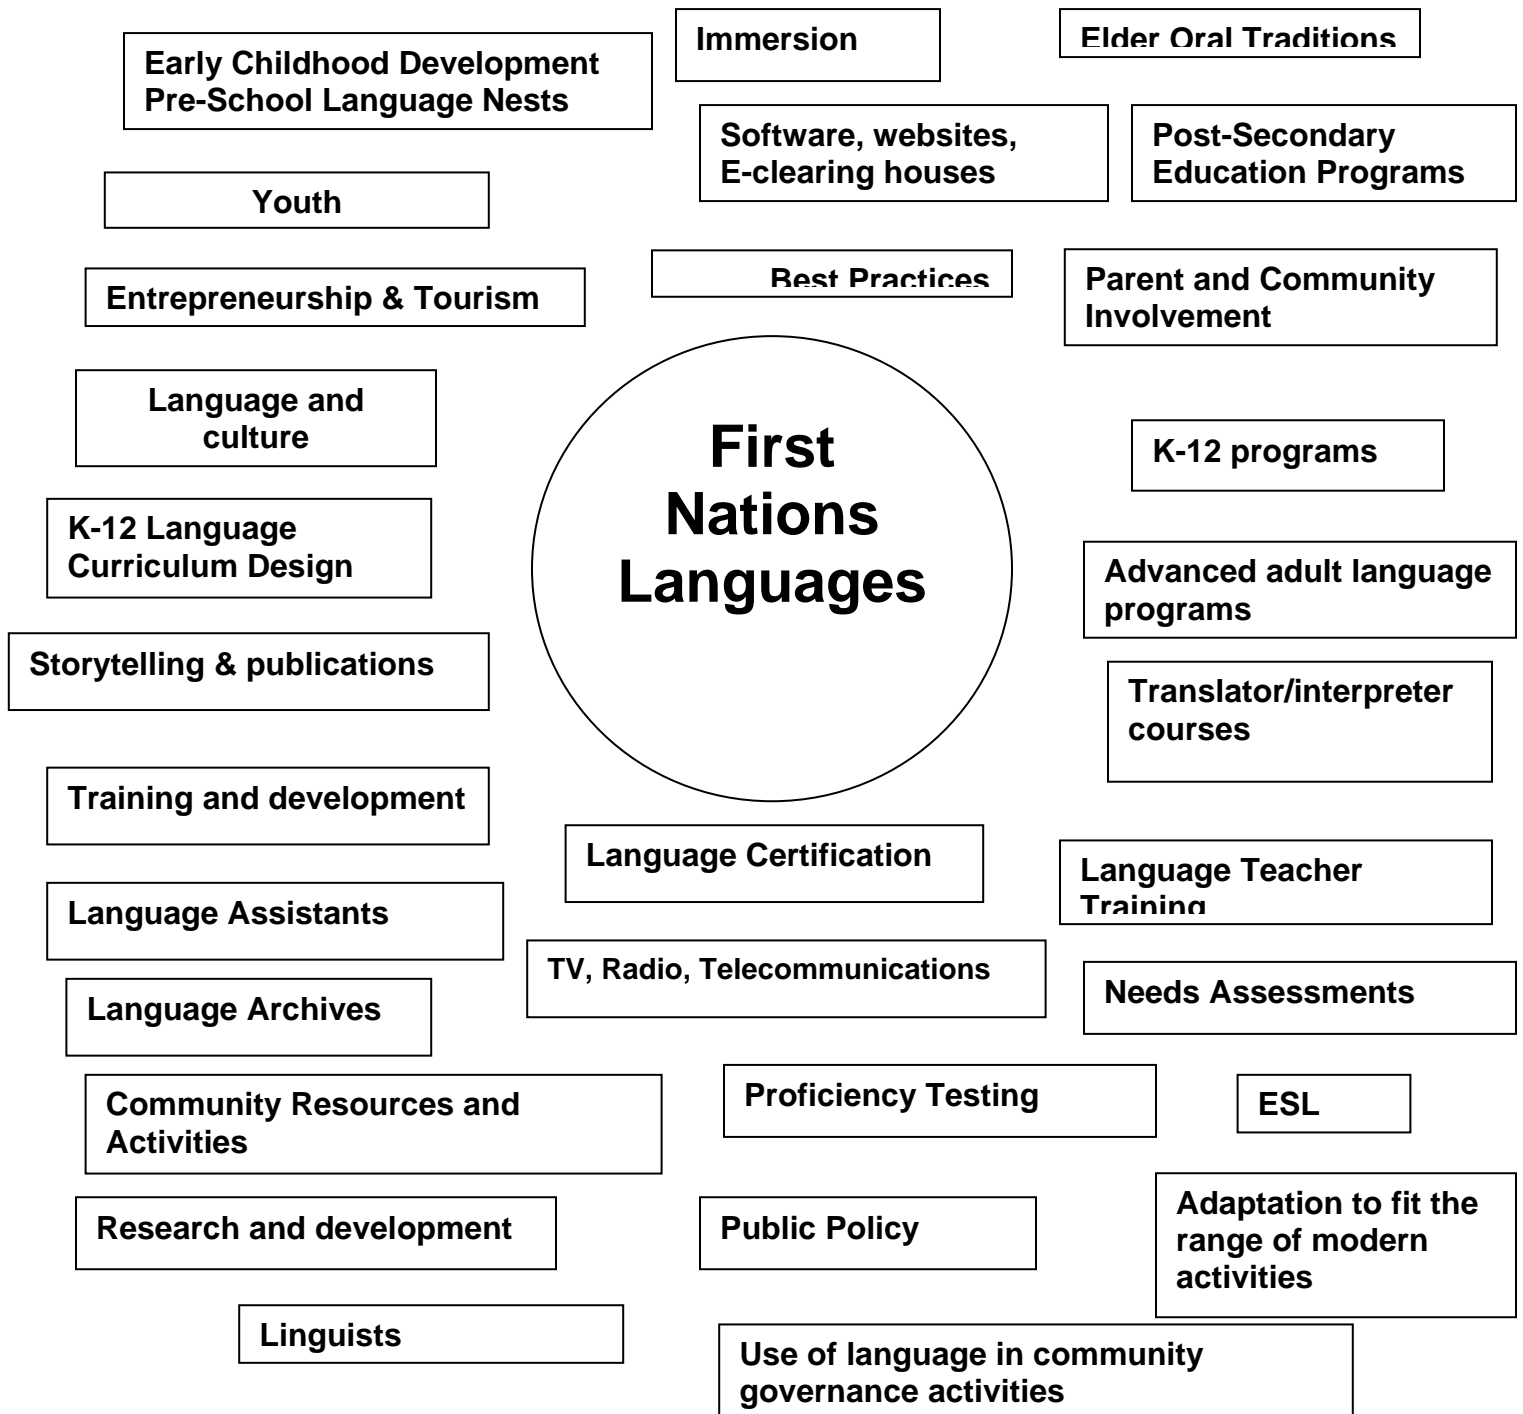 Immersion
Elder Oral Traditions
Early Childhood Development
Pre-School Language Nests
Software, websites,
E-clearing houses
Post-Secondary
Education Programs
Youth
Best Practices
Parent and Community
Involvement
Entrepreneurship & Tourism
Language and
culture
First
Nations
Languages
K-12 programs
K-12 Language
Curriculum Design
Advanced adult language
programs
Storytelling & publications
Translator/interpreter
courses
Training and development
Language Certification
Language Teacher
Training
Language Assistants
TV, Radio, Telecommunications
Needs Assessments
Language Archives
Community Resources and
Activities
Proficiency Testing
ESL
Research and development
Public Policy
Adaptation to fit the
range of modern
activities
Linguists
Use of language in community
governance activities